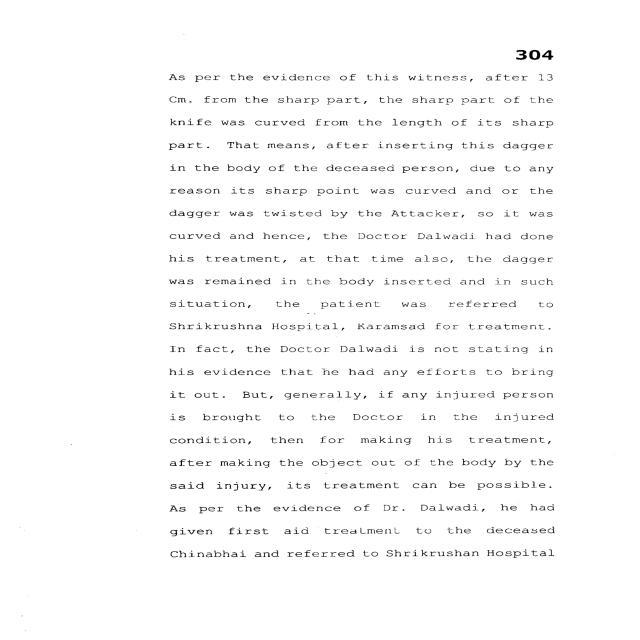 304
As per the evidence of this witness, after 13
Cm. from the sharp part, the sharp part of the
knife was curved from the length of its sharp
part. That means, after inserting this dagger
in the body of the deceased person, due to any
reason its sharp point was curved and or the
dagger was twisted by the Attacker, so it was
curved and hence, the Doctor Dalwadi had done
his treatment, at that time also, the dagger
was remained in the body inserted and in such
situation, the patient was referred to
Shrikrushna Hospital, Karamsad for treatment.
In fact, the Doctor Dalwadi is not stating in
his evidence that he had any efforts to bring
it out. But, generally, if any injured person
is brought to the Doctor in the injured
condition, then for making his treatment,
after making the object out of the body by the
said injury, its treatment can be possible.
As per the evidence of Dr. Dalwadi, he had
given first aid treatment to the deceased
Chinabhai and referred to Shrikrushan Hospital